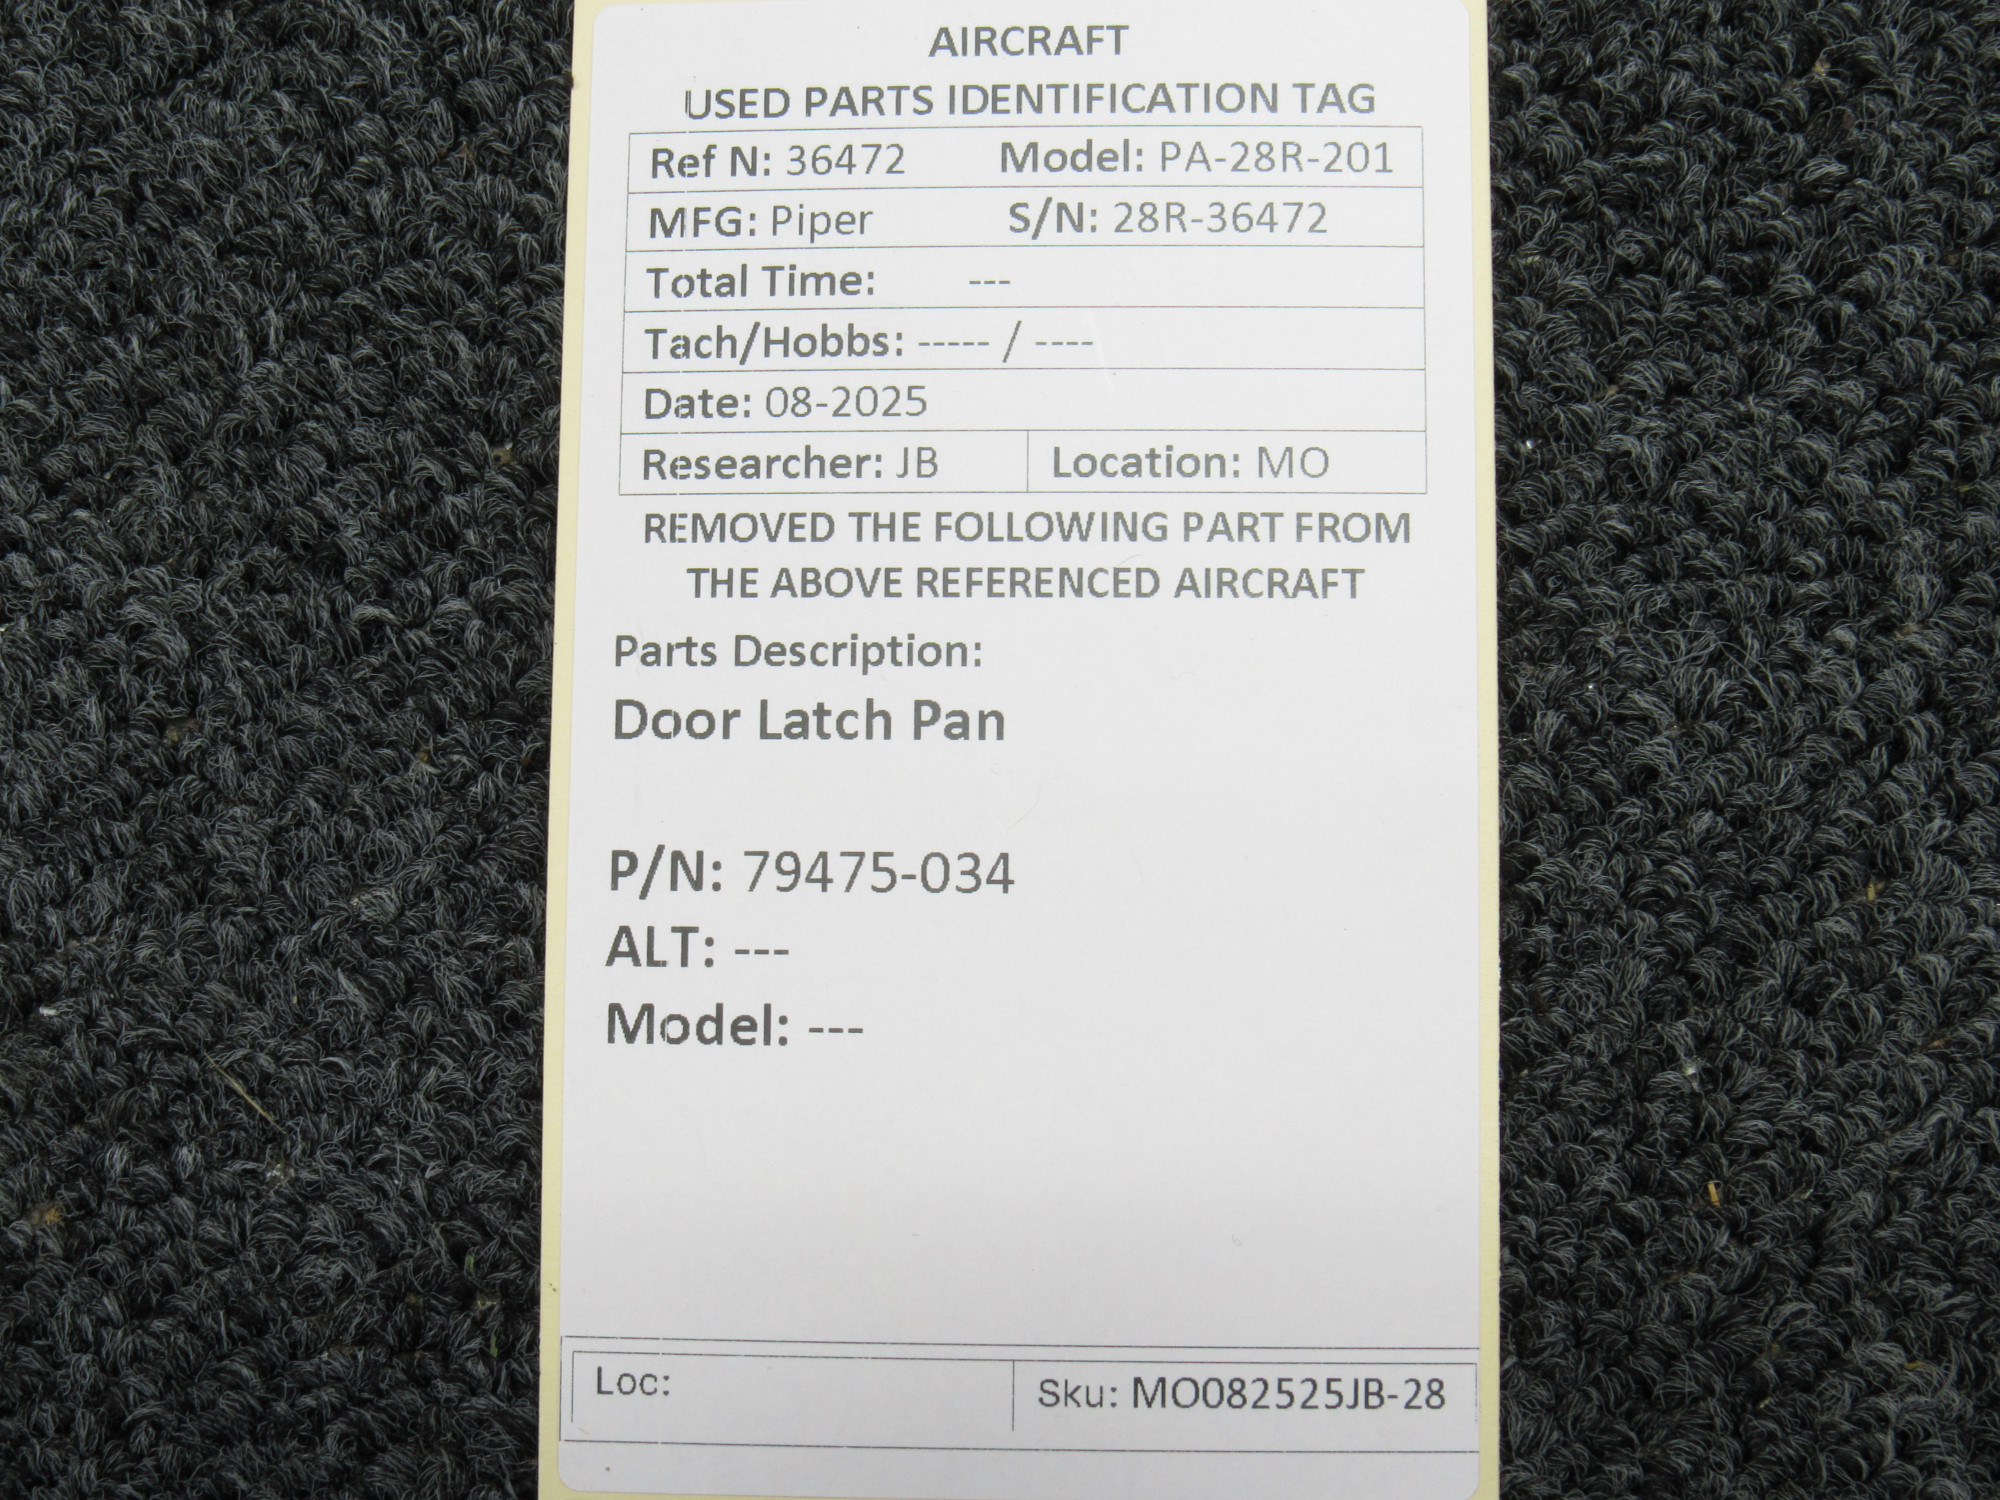 AIRCRAFT
USED PARTS IDENTIFICATION TAG
Ref N: 36472 Model: PA-28R-201
MFG: Piper S/N: 28R-36472
Total Time: ---
Tach/Hobbs: ----- / ----
Date: 08-2025
Researcher: JB Location: MO
REMOVED THE FOLLOWING PART FROM
THE ABOVE REFERENCED AIRCRAFT
Parts Description:
Door Latch Pan
P/N: 79475-034
ALT: ---
Model: ---
Loc: Sku: MO082525JB-28